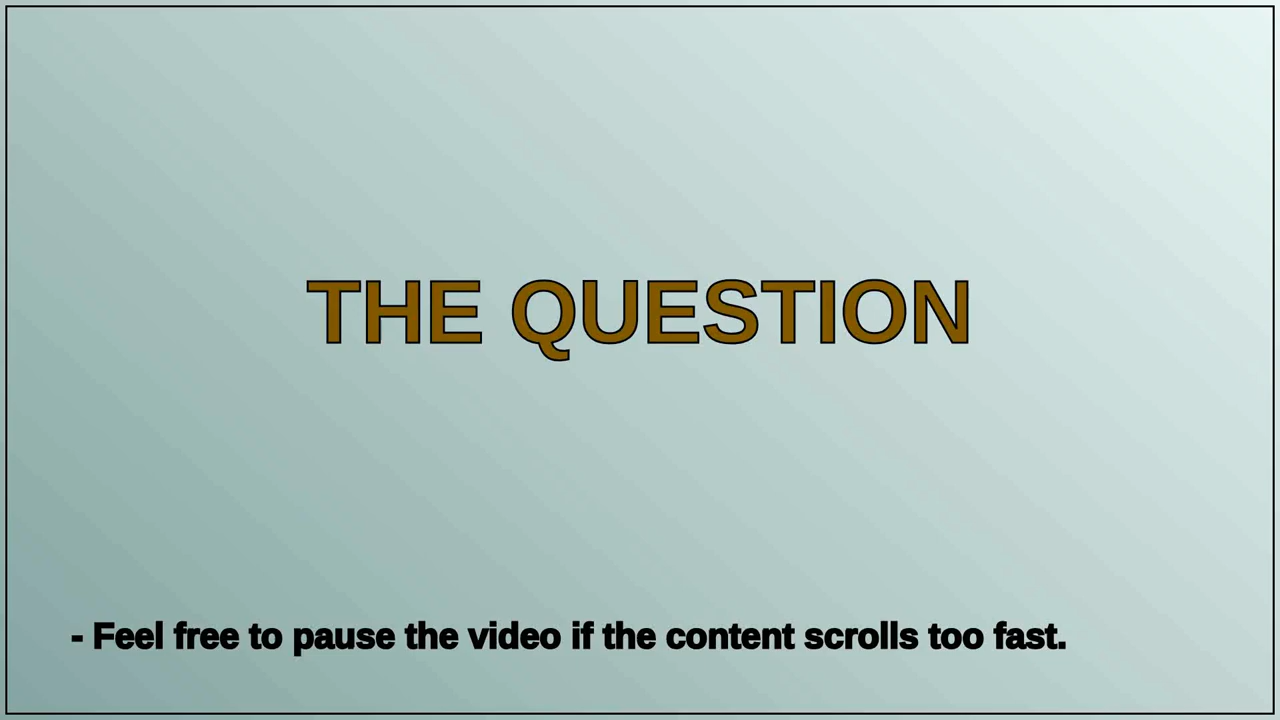 THE QUESTION
- Feel free to pause the video if the content scrolls too fast.